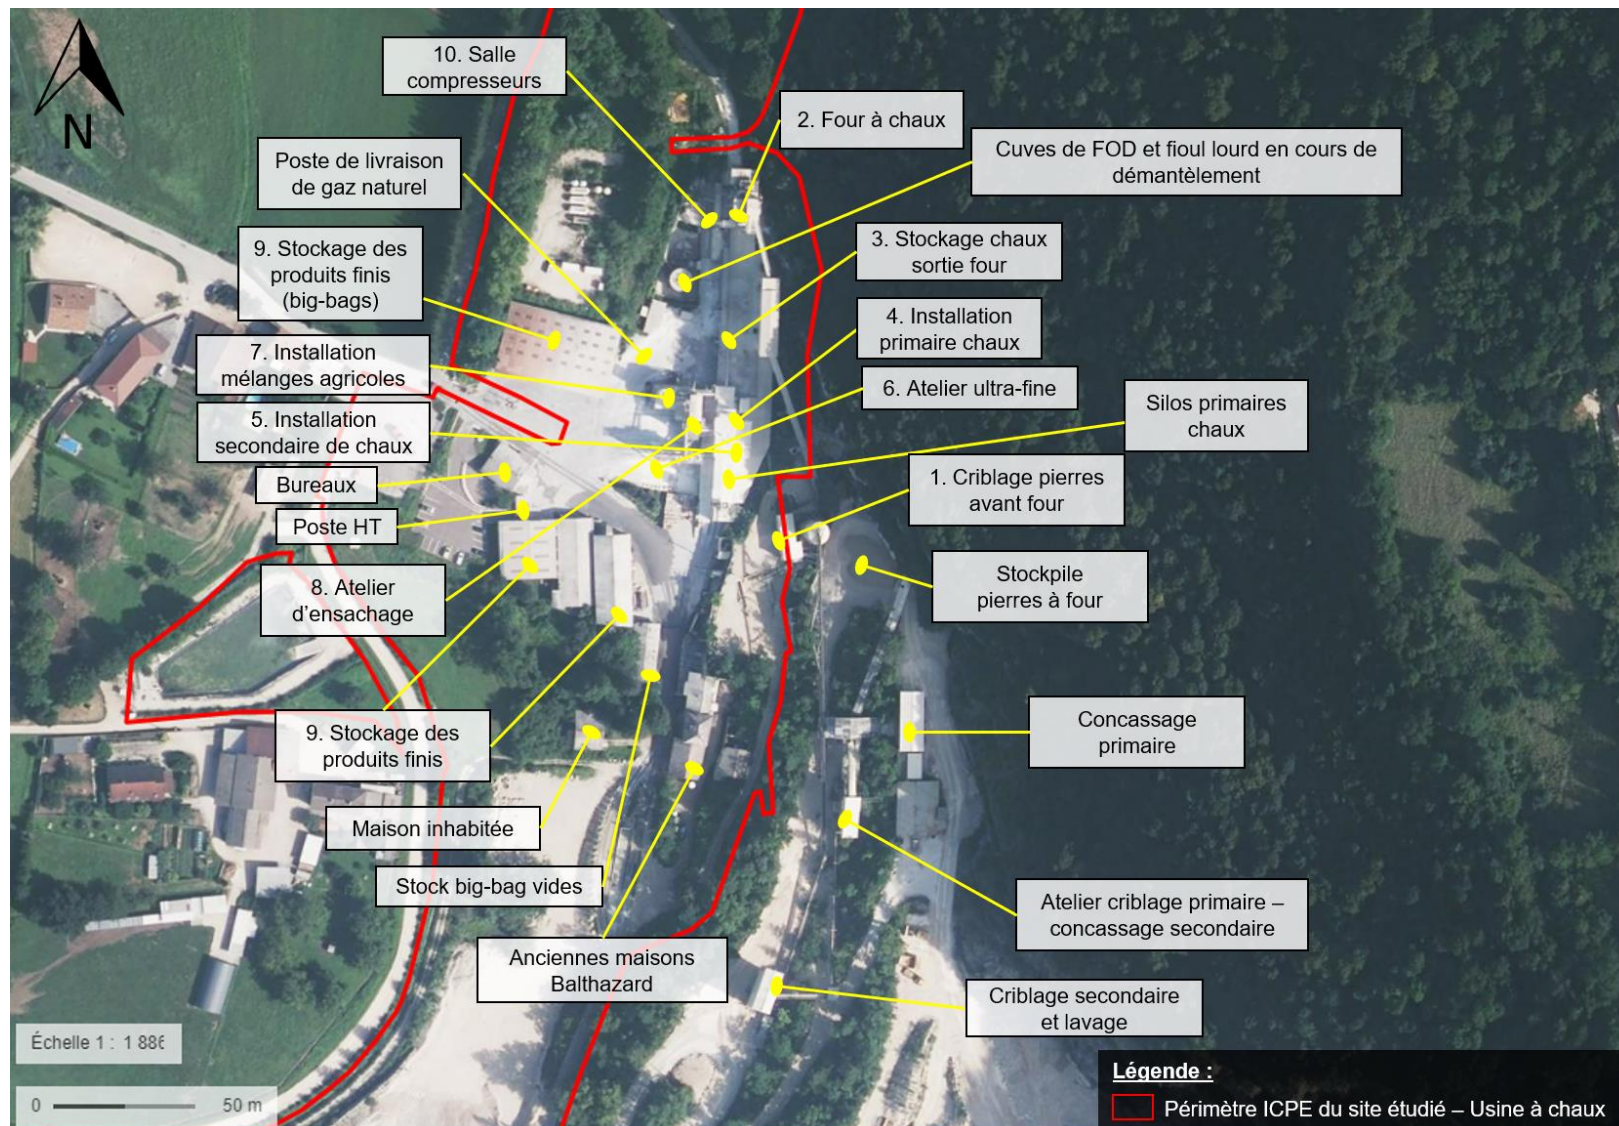 10. Salle
compresseurs
2. Four à chaux
Cuves de FOD et fioul lourd en cours de
démantèlement
N
Poste de livraison
de gaz naturel
9. Stockage des
produits finis
(big-bags)
3. Stockage chaux
sortie four
4. Installation
primaire chaux
7. Installation
mélanges agricoles
6. Atelier ultra-fine
Silos primaires
chaux
5. Installation
secondaire de chaux
Bureaux
1. Criblage pierres
avant four
Poste HT
8. Atelier
d'ensachage
Stockpile
pierres à four
9. Stockage des
produits finis
Concassage
primaire
Maison inhabitée
Stock big-bag vides
Atelier criblage primaire –
concassage secondaire
Anciennes maisons
Balthazard
Criblage secondaire
et lavage
Échelle 1 : 1 886
0 50 m
Légende :
Périmètre ICPE du site étudié – Usine à chaux